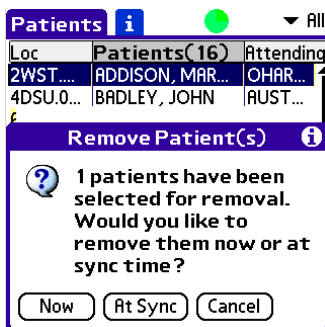 Patients i All
Loc Patients(16) Attending
2WST.... ADDISON, MAR... OHAR...
4DSU.0... BADLEY, JOHN AUST...
Remove Patient(s) i
? 1 patients have been
selected for removal.
Would you like to
remove them now or at
sync time?
Now At Sync Cancel